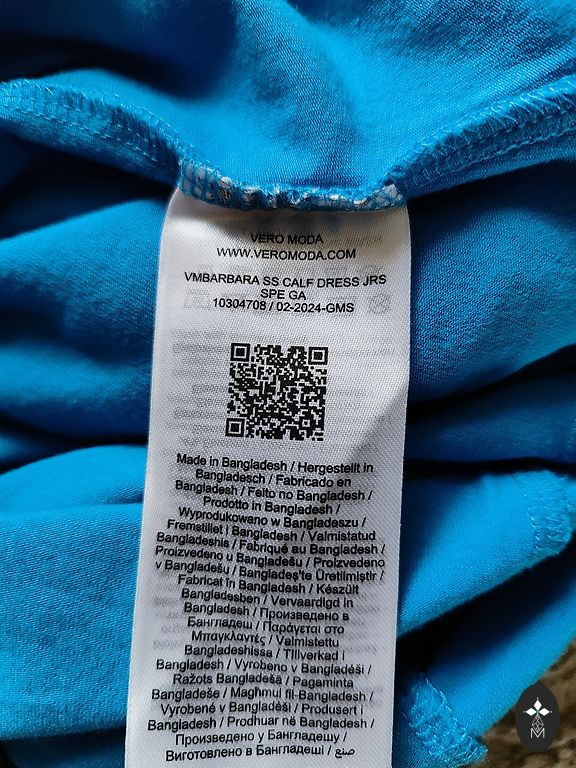 VERO MODA
WWW.VEROMODA.COM
VMBARBARA SS CALF DRESS JRS
SPE GA
10304708 / 02-2024-GMS
Made in Bangladesh / Hergestellt in
Bangladesch / Fabricado en
Bangladesh / Feito no Bangladesh /
Prodotto in Bangladesh /
Wyprodukowano w Bangladeszu /
Fremstillet i Bangladesh / Valmistatud
Bangladeshis / Fabriqué au Bangladesh /
Proizvedeno u Bangladešu / Proizvedeno
v Bangladešu / Bangladeş'te Üretilmiştir /
Fabricat în Bangladesh / Készült
Bangladesben / Vervaardigd in
Bangladesh / Произведено в
Бангладеш / Παράγεται στο
Μπαγκλαντές / Valmistettu
Bangladeshissa / Tillverkad i
Bangladesh / Vyrobeno v Bangladéši /
Ražots Bangladešā / Pagaminta
Bangladeše / Magħmul fil-Bangladesh /
Vyrobené v Bangladéši / Produsert i
Bangladesh / Prodhuar në Bangladesh /
Произведено у Бангладешу /
Виготовлено в Бангладеші / صنع
M